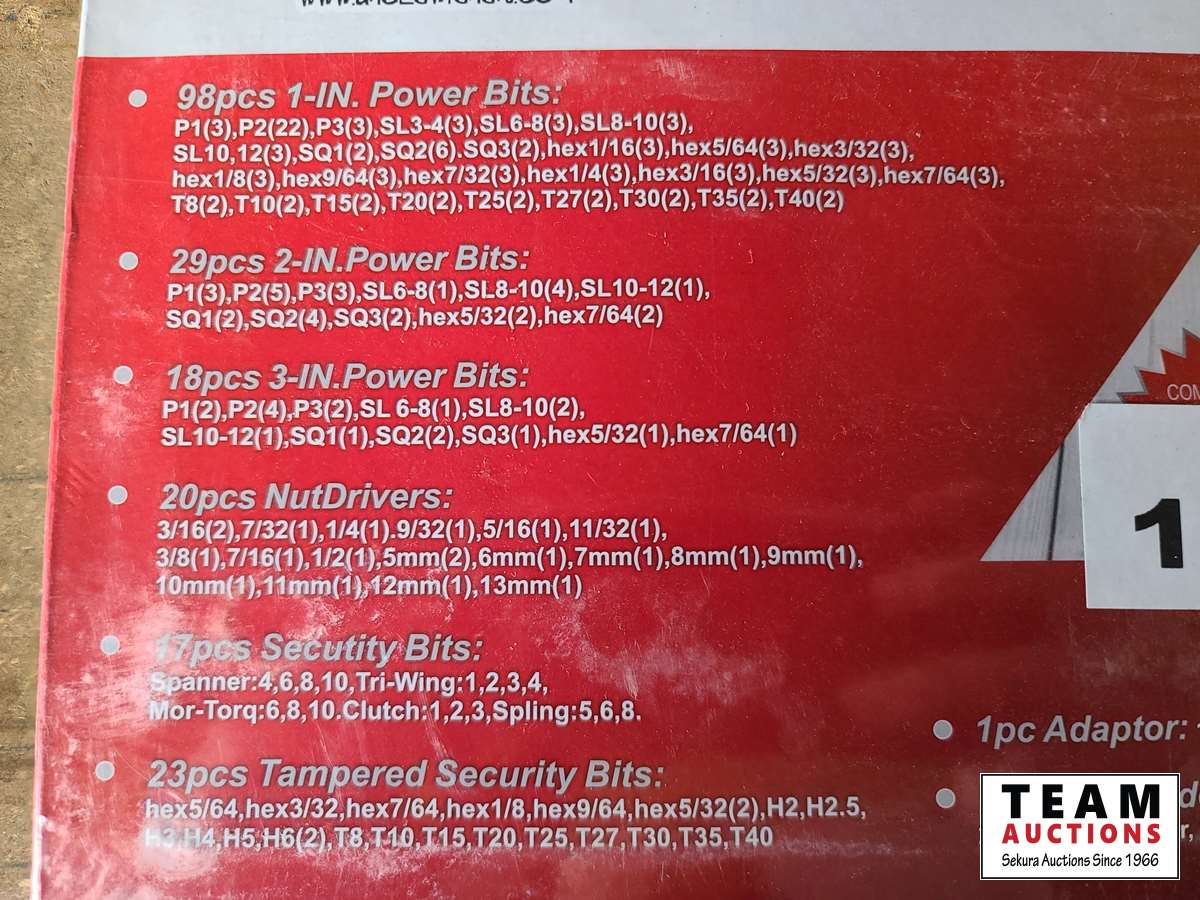 98pcs 1-IN. Power Bits:
P1(3),P2(22),P3(3),SL3-4(3),SL6-8(3),SL8-10(3),
SL10,12(3),SQ1(2),SQ2(6).SQ3(2),hex1/16(3),hex5/64(3),hex3/32(3),
hex1/8(3),hex9/64(3),hex7/32(3),hex1/4(3),hex3/16(3),hex5/32(3),hex7/64(3),
T8(2),T10(2),T15(2),T20(2),T25(2),T27(2),T30(2),T35(2),T40(2)
29pcs 2-IN.Power Bits:
P1(3),P2(5),P3(3),SL6-8(1),SL8-10(4),SL10-12(1),
SQ1(2),SQ2(4),SQ3(2),hex5/32(2),hex7/64(2)
18pcs 3-IN.Power Bits:
P1(2),P2(4),P3(2),SL 6-8(1),SL8-10(2),
SL10-12(1),SQ1(1),SQ2(2),SQ3(1),hex5/32(1),hex7/64(1)
20pcs NutDrivers:
3/16(2),7/32(1),1/4(1).9/32(1),5/16(1),11/32(1),
3/8(1),7/16(1),1/2(1),5mm(2),6mm(1),7mm(1),8mm(1),9mm(1),
10mm(1),11mm(1),12mm(1),13mm(1)
17pcs Secutity Bits:
Spanner:4,6,8,10,Tri-Wing:1,2,3,4,
Mor-Torq:6,8,10.Clutch:1,2,3,Spling:5,6,8.
23pcs Tampered Security Bits:
hex5/64,hex3/32,hex7/64,hex1/8,hex9/64,hex5/32(2),H2,H2.5,
H3,H4,H5,H6(2),T8,T10,T15,T20,T25,T27,T30,T35,T40
COM
1
1pc Adaptor:
TEAM
AUCTIONS
Sekura Auctions Since 1966